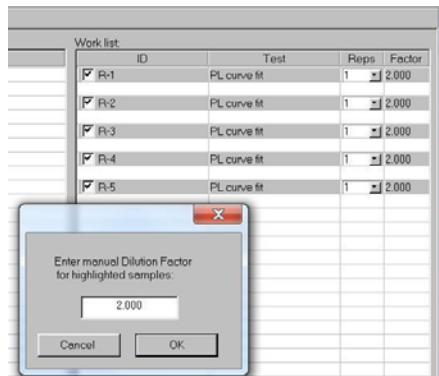 Work list:
ID Test Reps Factor
R-1 PL curve fit 1 2.000
R-2 PL curve fit 1 2.000
R-3 PL curve fit 1 2.000
R-4 PL curve fit 1 2.000
R-5 PL curve fit 1 2.000
Enter manual Dilution Factor
for highlighted samples:
2.000
Cancel OK